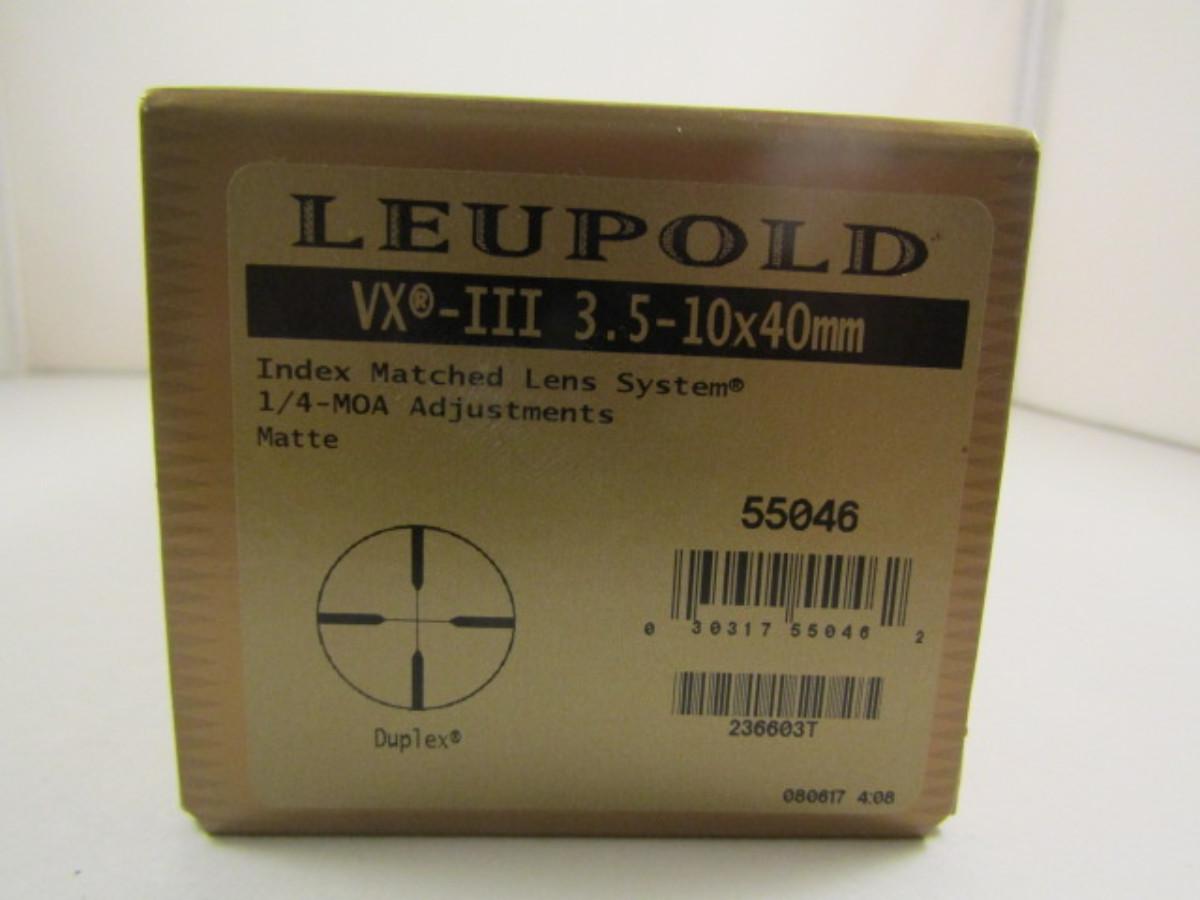 LEUPOLD
VX®-III 3.5-10x40mm
Index Matched Lens System®
1/4-MOA Adjustments
Matte
55046
0 30317 55046 2
236603T
Duplex®
080617 4:08